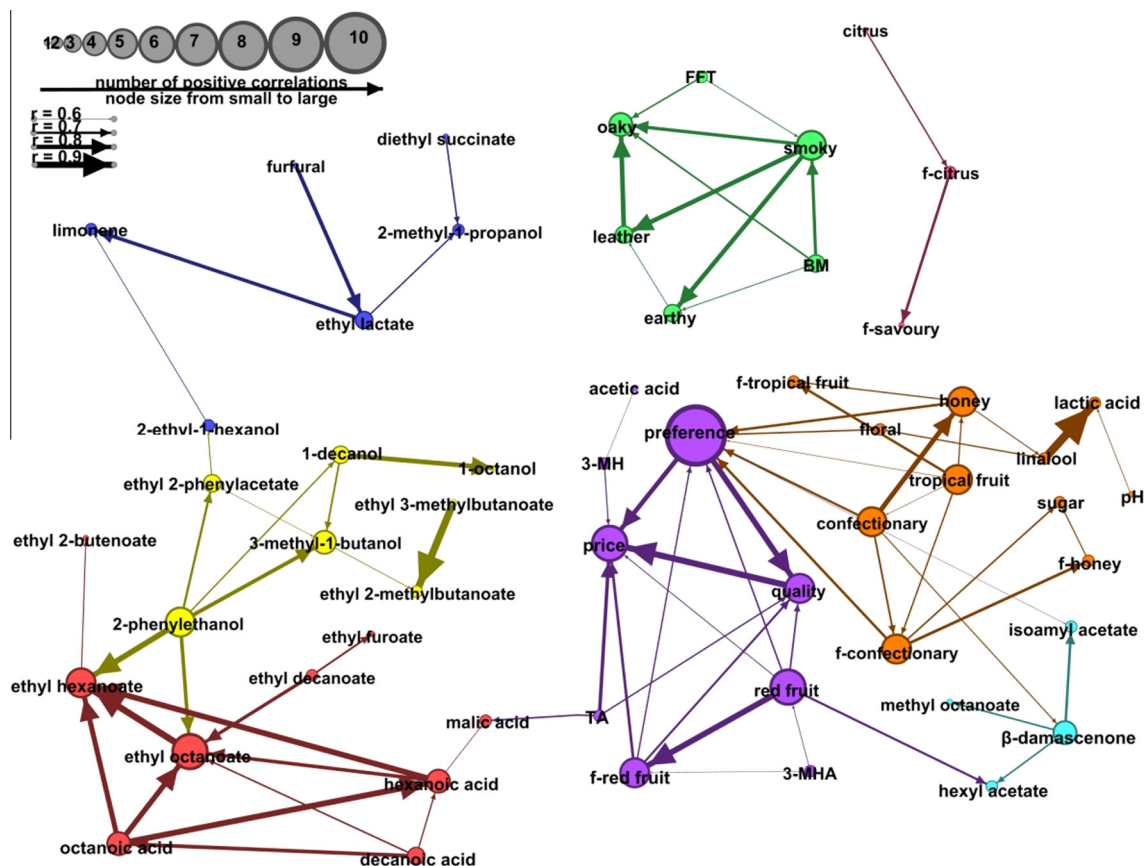 12 3 4 5 6 7 8 9 10
number of positive correlations
node size from small to large
r = 0.6
r = 0.7
r = 0.8
r = 0.9
citrus
FFT
oaky
smoky
diethyl succinate
furfural
f-citrus
limonene
2-methyl-1-propanol
leather
BM
ethyl lactate
earthy
f-savoury
acetic acid
f-tropical fruit
honey
lactic acid
2-ethyl-1-hexanol
preference
floral
1-decanol
1-octanol
3-MH
linalool
ethyl 2-phenylacetate
tropical fruit
pH
ethyl 3-methylbutanoate
sugar
confectionary
ethyl 2-butenoate
3-methyl-1-butanol
price
f-honey
ethyl 2-methylbutanoate
quality
2-phenylethanol
isoamyl acetate
ethyl furoate
f-confectionary
ethyl hexanoate
ethyl decanoate
red fruit
methyl octanoate
malic acid
TA
β-damascenone
ethyl octanoate
hexanoic acid
f-red fruit
3-MHA
hexyl acetate
octanoic acid
decanoic acid